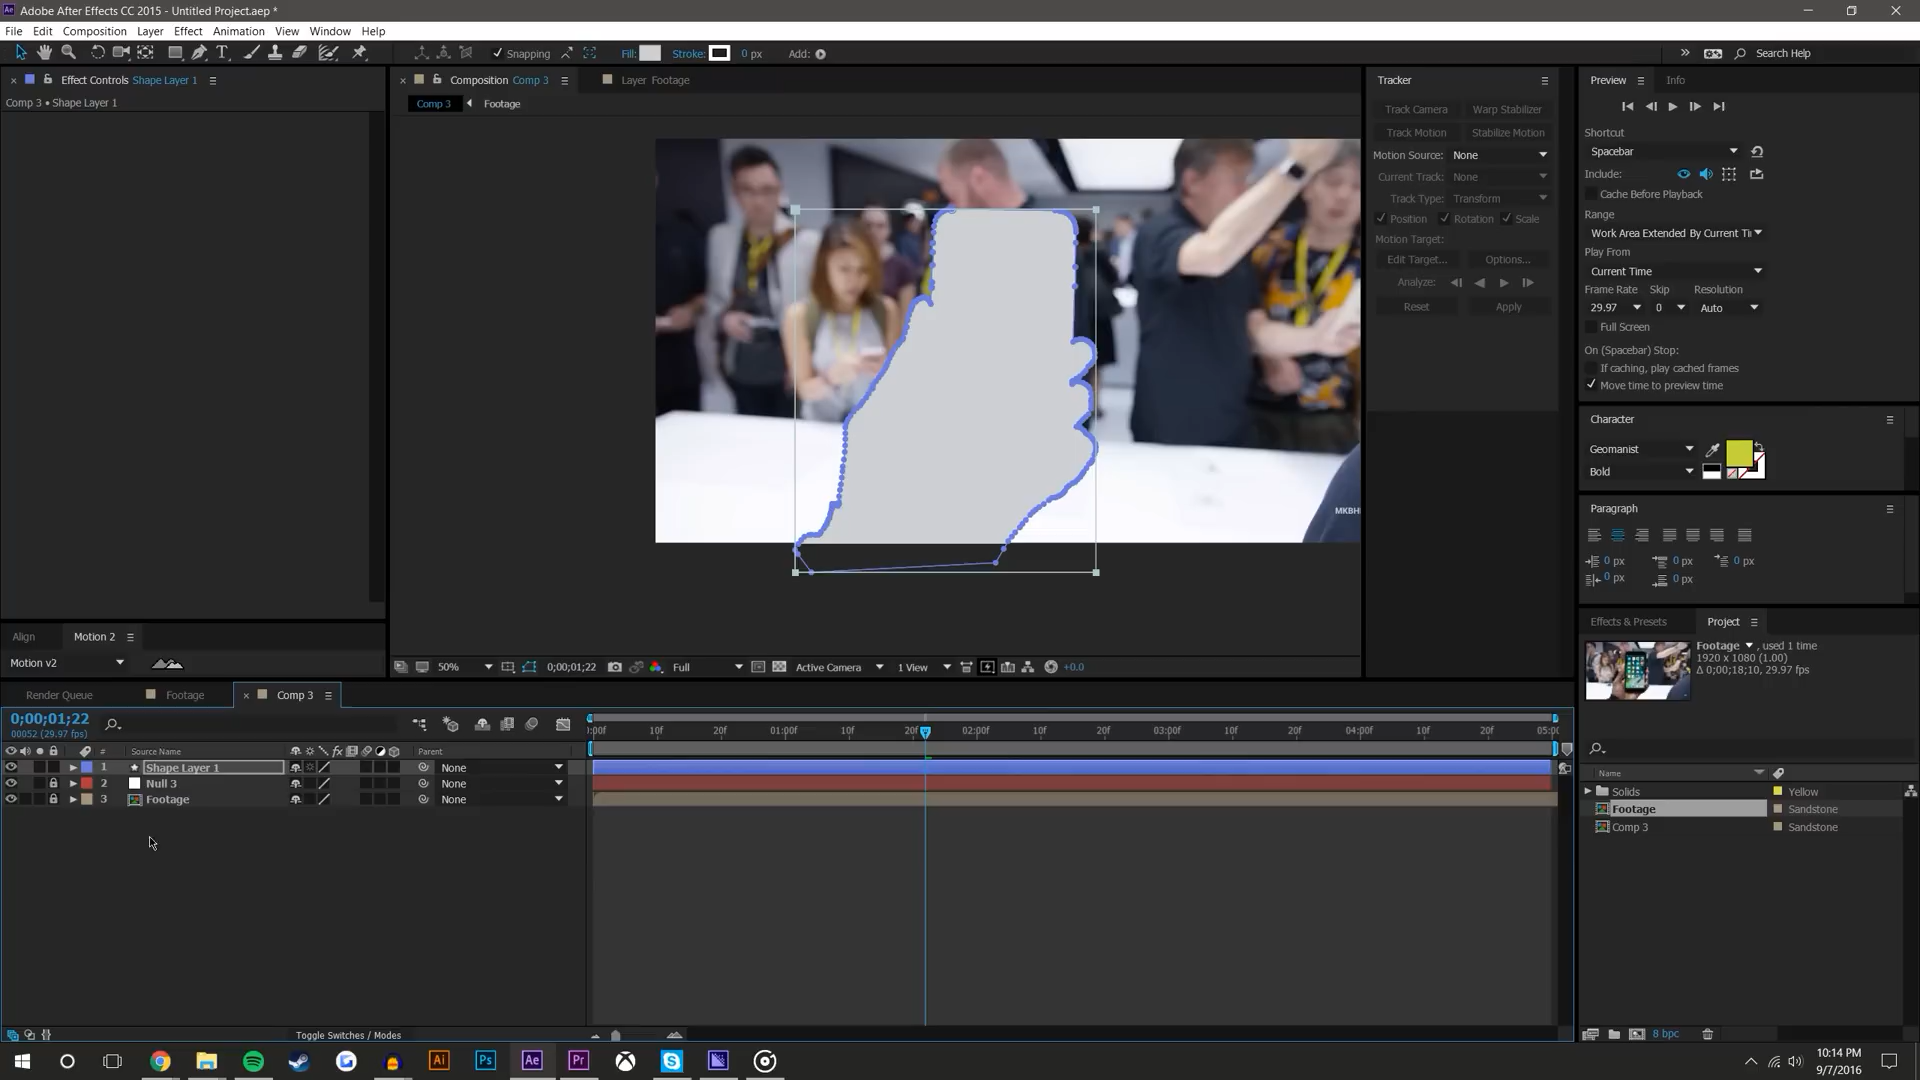 Adobe After Effects CC 2015 - Untitled Project.aep *
File Edit Composition Layer Effect Animation View Window Help
Snapping Fill: Stroke: 0 px Add: Search Help
Effect Controls Shape Layer 1
Comp 3 • Shape Layer 1
Composition Comp 3
Layer Footage
Comp 3 Footage
MKBH
50% 0;00;01;22 Full Active Camera 1 View +0.0
Tracker
Track Camera Warp Stabilizer
Track Motion Stabilize Motion
Motion Source: None
Current Track: None
Track Type: Transform
Position Rotation Scale
Motion Target:
Edit Target... Options...
Analyze:
Reset Apply
Preview Info
Shortcut
Spacebar
Include:
Cache Before Playback
Range
Work Area Extended By Current Ti
Play From
Current Time
Frame Rate Skip Resolution
29.97 0 Auto
Full Screen
On (Spacebar) Stop:
If caching, play cached frames
Move time to preview time
Character
Geomanist
Bold
Paragraph
0 px 0 px 0 px
0 px 0 px
Effects & Presets Project
Footage , used 1 time
1920 x 1080 (1.00)
Δ 0;00;18;10, 29.97 fps
Name
Solids Yellow
Footage Sandstone
Comp 3 Sandstone
8 bpc
Align Motion 2
Motion v2
Render Queue Footage Comp 3
0;00;01;22
00052 (29.97 fps)
# Source Name fx Parent
1 Shape Layer 1 None
2 Null 3 None
3 Footage None
:00f 10f 20f 01:00f 10f 20f 02:00f 10f 20f 03:00f 10f 20f 04:00f 10f 20f 05:00
Toggle Switches / Modes
Ai Ps Ae Pr
10:14 PM
9/7/2016